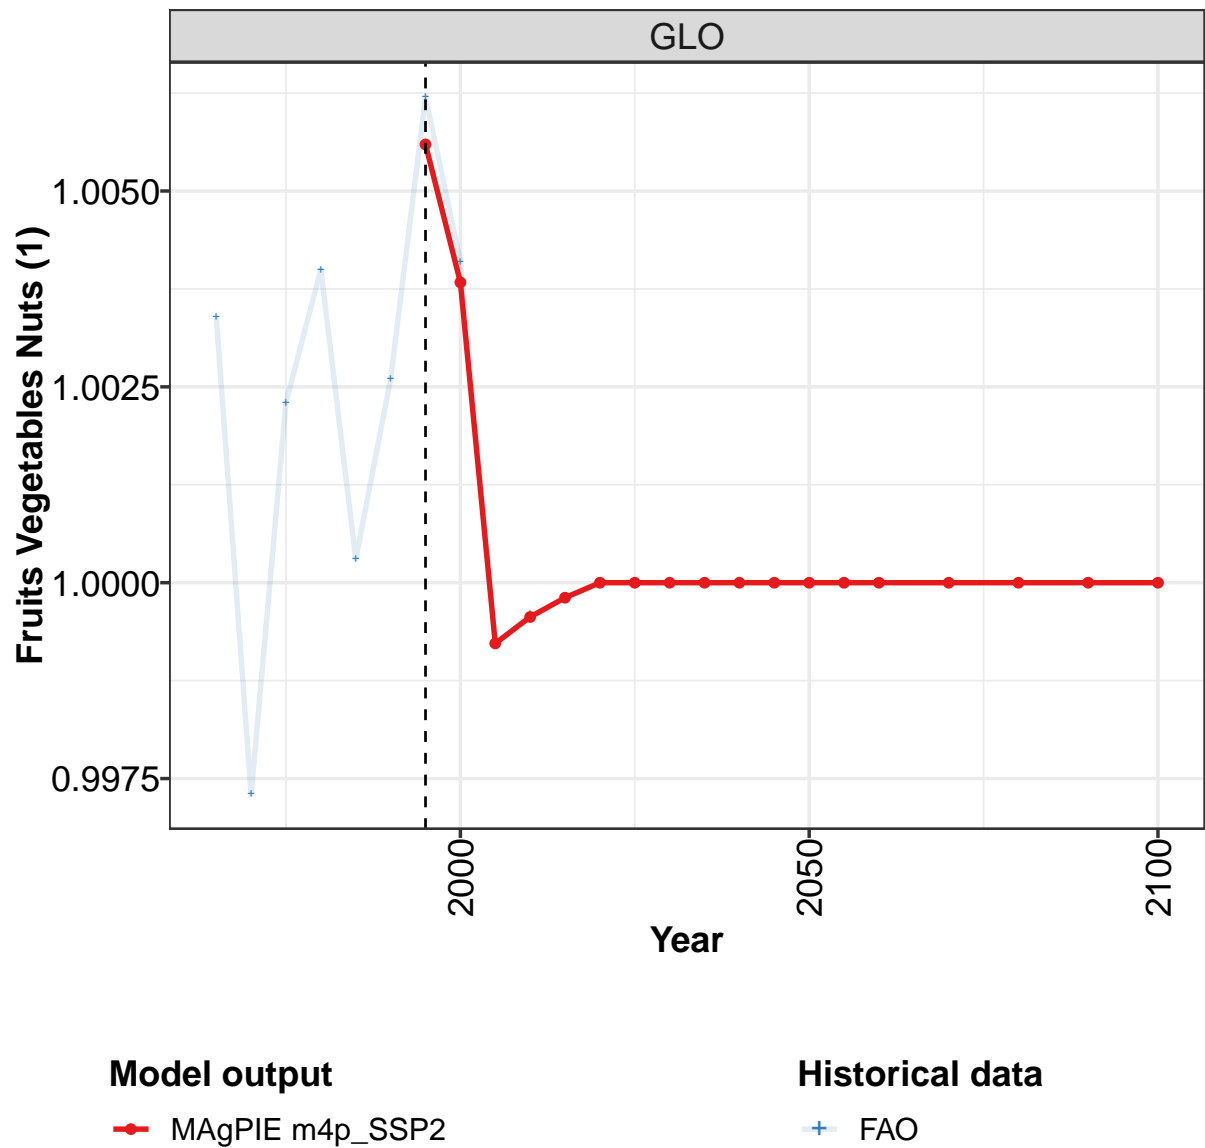 GLO
Fruits Vegetables Nuts (1)
1.0050
1.0025
1.0000
0.9975
2000
2050
2100
Year
Model output
MAgPIE m4p_SSP2
Historical data
FAO